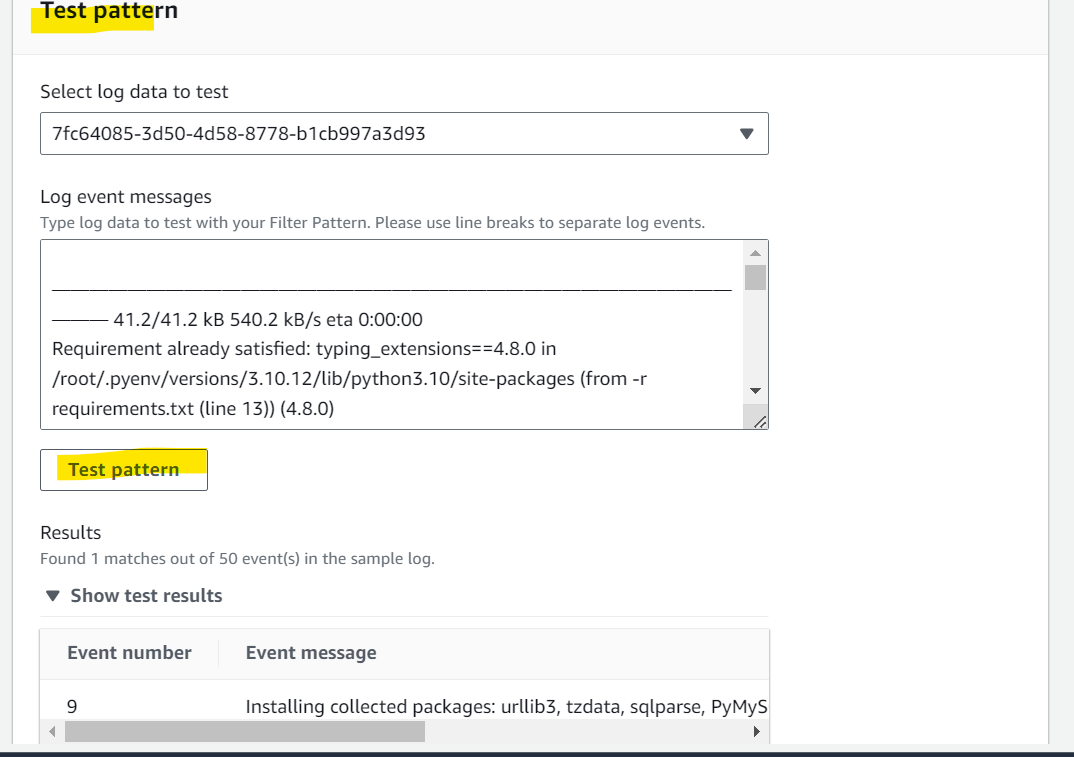 Test pattern
Select log data to test
7fc64085-3d50-4d58-8778-b1cb997a3d93
Log event messages
Type log data to test with your Filter Pattern. Please use line breaks to separate log events.
————————————————————————————————————
——— 41.2/41.2 kB 540.2 kB/s eta 0:00:00
Requirement already satisfied: typing_extensions==4.8.0 in
/root/.pyenv/versions/3.10.12/lib/python3.10/site-packages (from -r
requirements.txt (line 13)) (4.8.0)
Test pattern
Results
Found 1 matches out of 50 event(s) in the sample log.
Show test results
Event number Event message
9 Installing collected packages: urllib3, tzdata, sqlparse, PyMyS